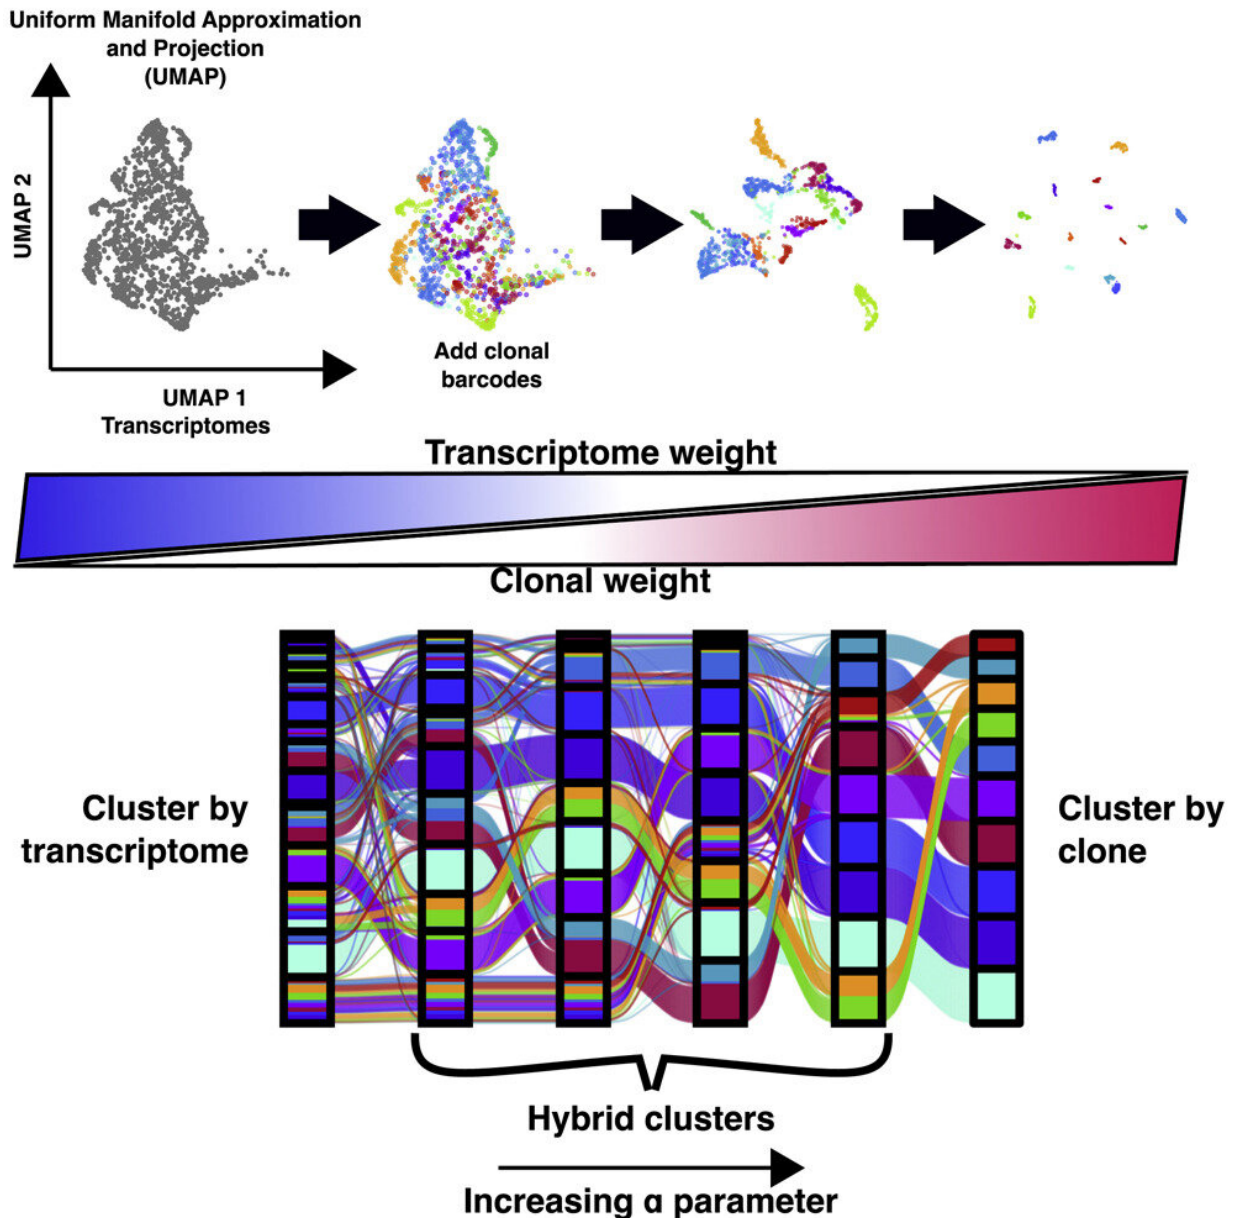 Uniform Manifold Approximation
and Projection
(UMAP)
UMAP 2
UMAP 1
Transcriptomes
Add clonal
barcodes
Transcriptome weight
Clonal weight
Cluster by
transcriptome
Cluster by
clone
Hybrid clusters
Increasing α parameter